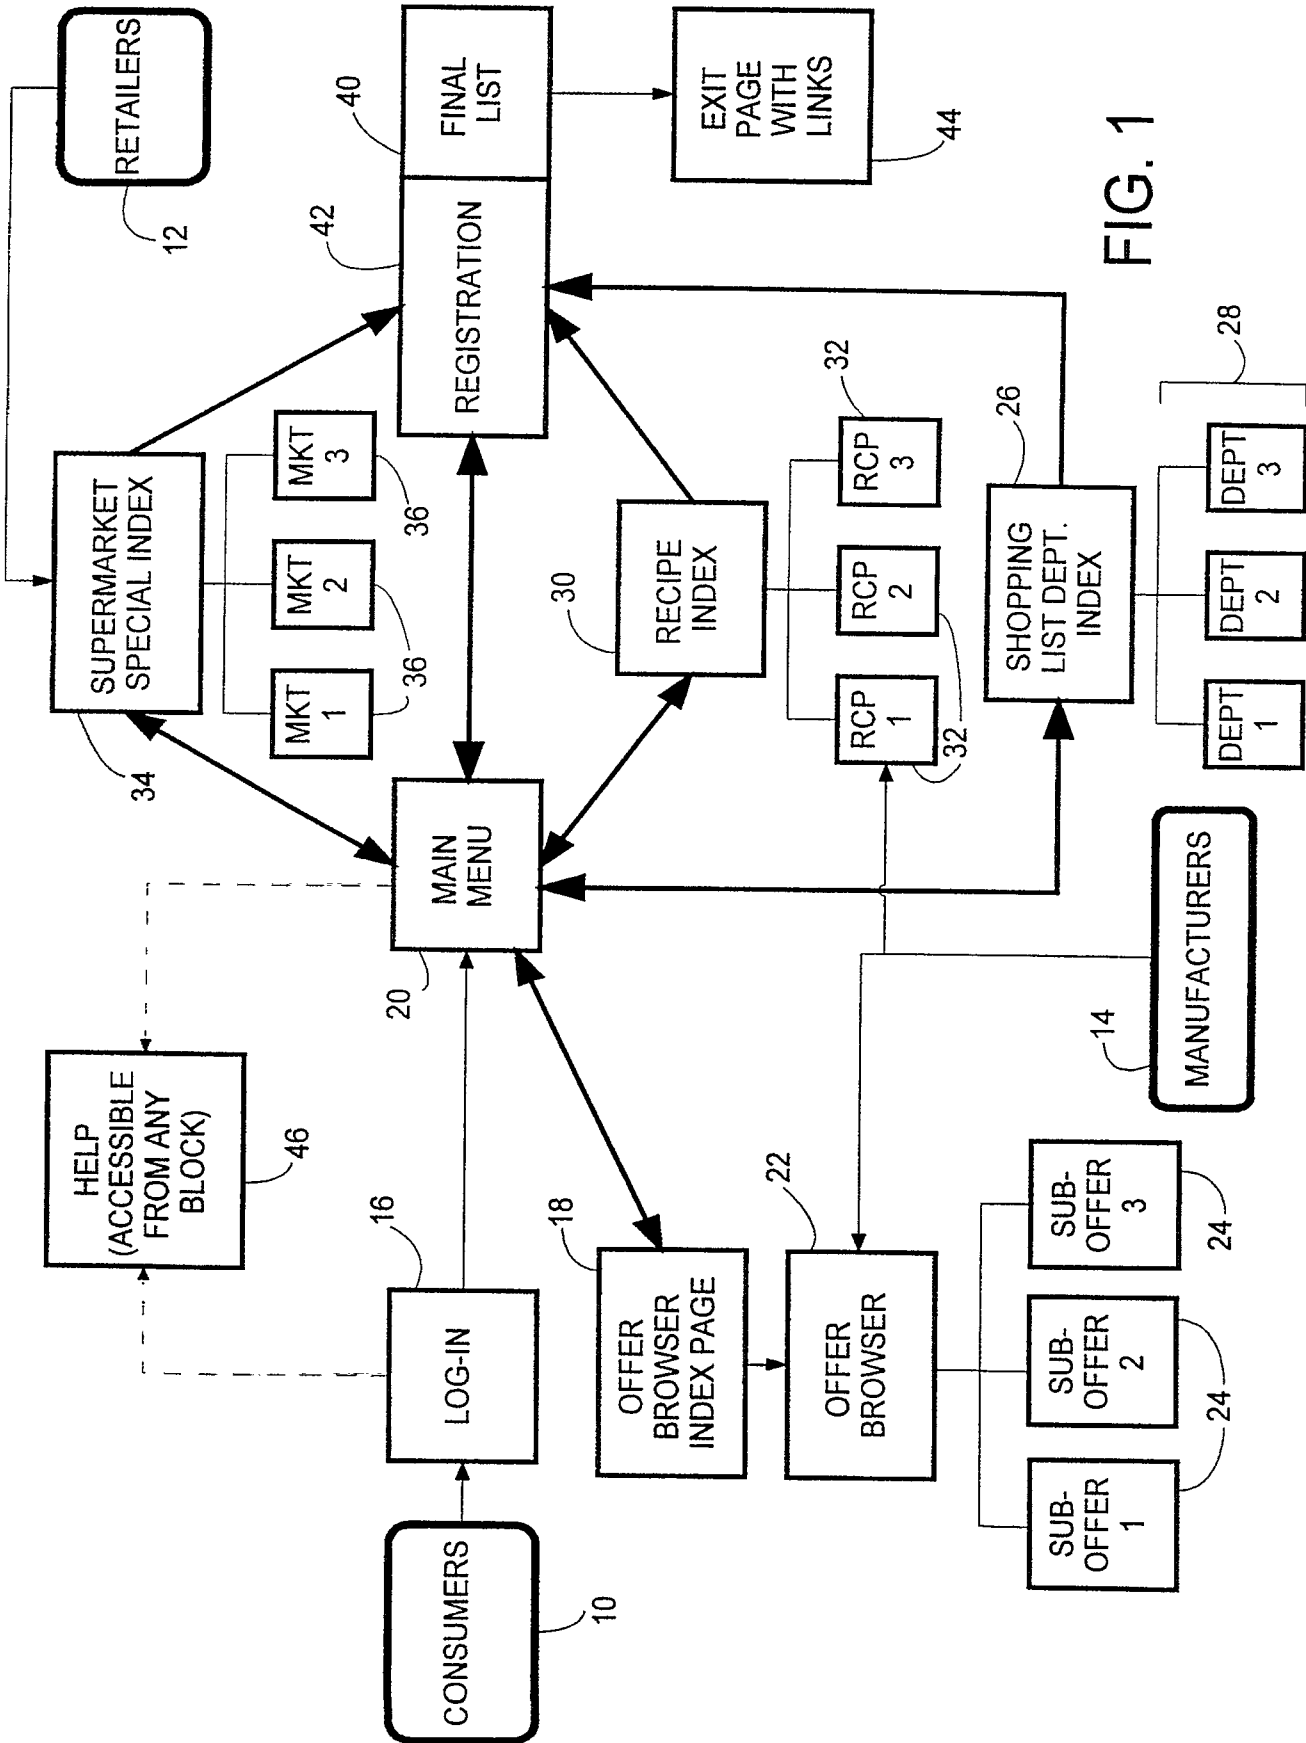 RETAILERS
12
SUPERMARKET
SPECIAL INDEX
34
MKT
1
MKT
2
MKT
3
36
36
HELP
(ACCESSIBLE
FROM ANY
BLOCK)
46
CONSUMERS
10
LOG-IN
16
MAIN
MENU
20
REGISTRATION
42
FINAL
LIST
40
EXIT
PAGE
WITH
LINKS
44
OFFER
BROWSER
INDEX PAGE
18
OFFER
BROWSER
22
SUB-
OFFER
1
SUB-
OFFER
2
SUB-
OFFER
3
24
24
RECIPE
INDEX
30
RCP
1
RCP
2
RCP
3
32
32
SHOPPING
LIST DEPT.
INDEX
26
DEPT
1
DEPT
2
DEPT
3
28
MANUFACTURERS
14
FIG. 1